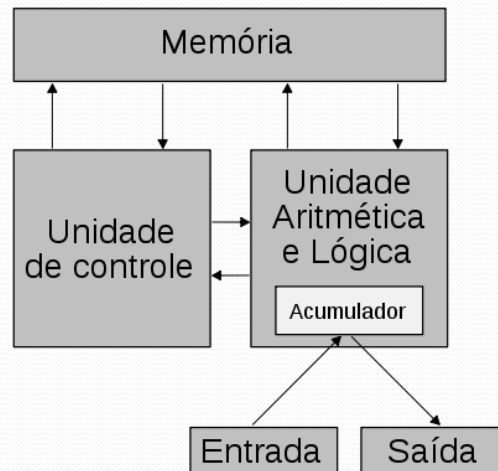 Memória
Unidade
de controle
Unidade
Aritmética
e Lógica
Acumulador
Entrada
Saída